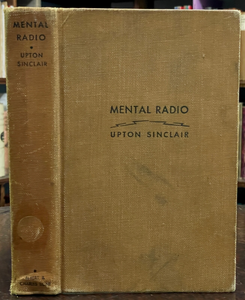 MENTAL
RADIO
UPTON
SINCLAIR
MENTAL RADIO
UPTON SINCLAIR